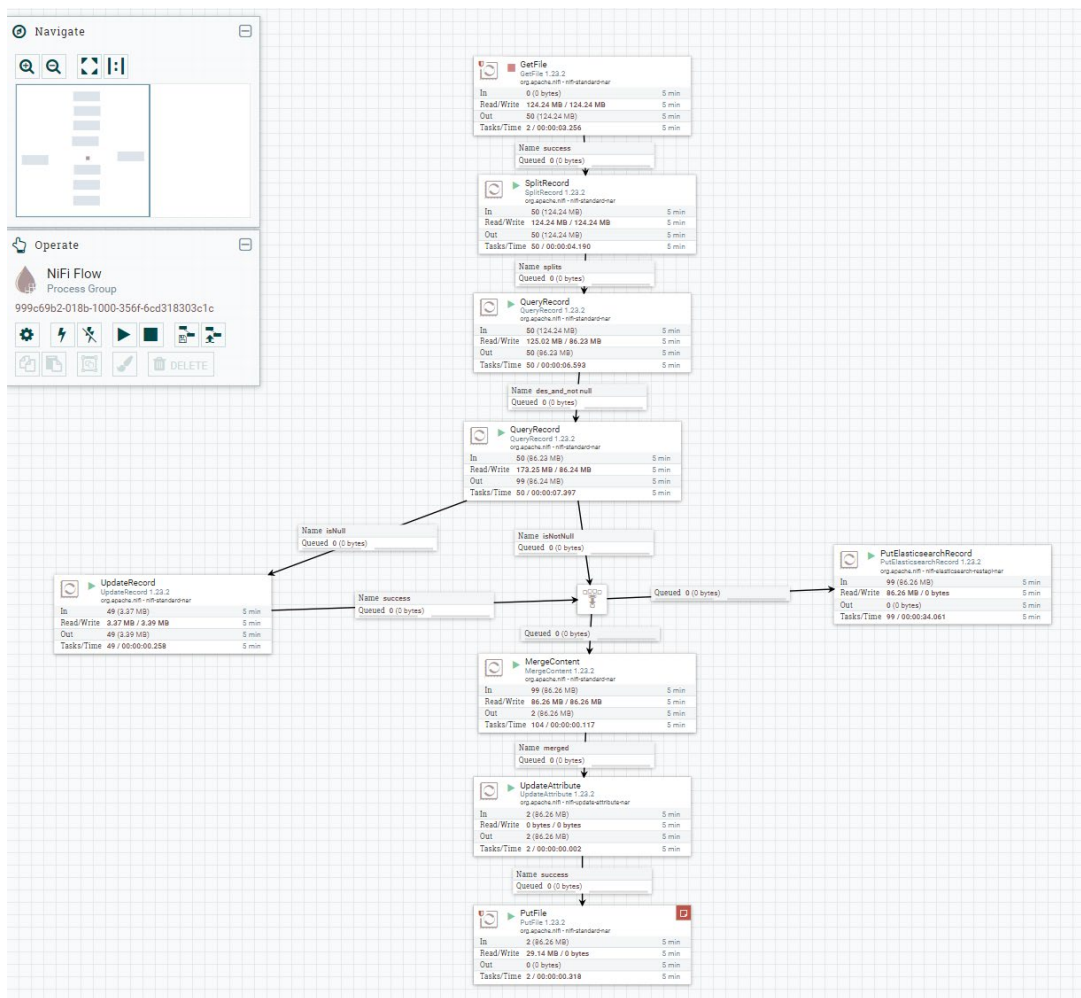 Navigate
Operate
NiFi Flow
Process Group
999c69b2-018b-1000-356f-6cd318303c1c
DELETE
GetFile
GetFile 1.23.2
org.apache.nifi - nifi-standard-nar
In 0 (0 bytes) 5 min
Read/Write 124.24 MB / 124.24 MB 5 min
Out 50 (124.24 MB) 5 min
Tasks/Time 2 / 00:00:03.256 5 min
Name success
Queued 0 (0 bytes)
SplitRecord
SplitRecord 1.23.2
org.apache.nifi - nifi-standard-nar
In 50 (124.24 MB) 5 min
Read/Write 124.24 MB / 124.24 MB 5 min
Out 50 (124.24 MB) 5 min
Tasks/Time 50 / 00:00:04.190 5 min
Name splits
Queued 0 (0 bytes)
QueryRecord
QueryRecord 1.23.2
org.apache.nifi - nifi-standard-nar
In 50 (124.24 MB) 5 min
Read/Write 125.02 MB / 86.23 MB 5 min
Out 50 (86.23 MB) 5 min
Tasks/Time 50 / 00:00:06.593 5 min
Name des_and_not null
Queued 0 (0 bytes)
QueryRecord
QueryRecord 1.23.2
org.apache.nifi - nifi-standard-nar
In 50 (86.23 MB) 5 min
Read/Write 173.25 MB / 86.24 MB 5 min
Out 99 (86.24 MB) 5 min
Tasks/Time 50 / 00:00:07.397 5 min
Name isNull
Queued 0 (0 bytes)
Name isNotNull
Queued 0 (0 bytes)
UpdateRecord
UpdateRecord 1.23.2
org.apache.nifi - nifi-standard-nar
In 49 (3.37 MB) 5 min
Read/Write 3.37 MB / 3.39 MB 5 min
Out 49 (3.39 MB) 5 min
Tasks/Time 49 / 00:00:00.258 5 min
Name success
Queued 0 (0 bytes)
Queued 0 (0 bytes)
PutElasticsearchRecord
PutElasticsearchRecord 1.23.2
org.apache.nifi - nifi-elasticsearch-restapi-nar
In 99 (86.26 MB) 5 min
Read/Write 86.26 MB / 0 bytes 5 min
Out 0 (0 bytes) 5 min
Tasks/Time 99 / 00:00:34.061 5 min
Queued 0 (0 bytes)
MergeContent
MergeContent 1.23.2
org.apache.nifi - nifi-standard-nar
In 99 (86.26 MB) 5 min
Read/Write 86.26 MB / 86.26 MB 5 min
Out 2 (86.26 MB) 5 min
Tasks/Time 104 / 00:00:00.117 5 min
Name merged
Queued 0 (0 bytes)
UpdateAttribute
UpdateAttribute 1.23.2
org.apache.nifi - nifi-update-attribute-nar
In 2 (86.26 MB) 5 min
Read/Write 0 bytes / 0 bytes 5 min
Out 2 (86.26 MB) 5 min
Tasks/Time 2 / 00:00:00.002 5 min
Name success
Queued 0 (0 bytes)
PutFile
PutFile 1.23.2
org.apache.nifi - nifi-standard-nar
In 2 (86.26 MB) 5 min
Read/Write 29.14 MB / 0 bytes 5 min
Out 0 (0 bytes) 5 min
Tasks/Time 2 / 00:00:00.318 5 min